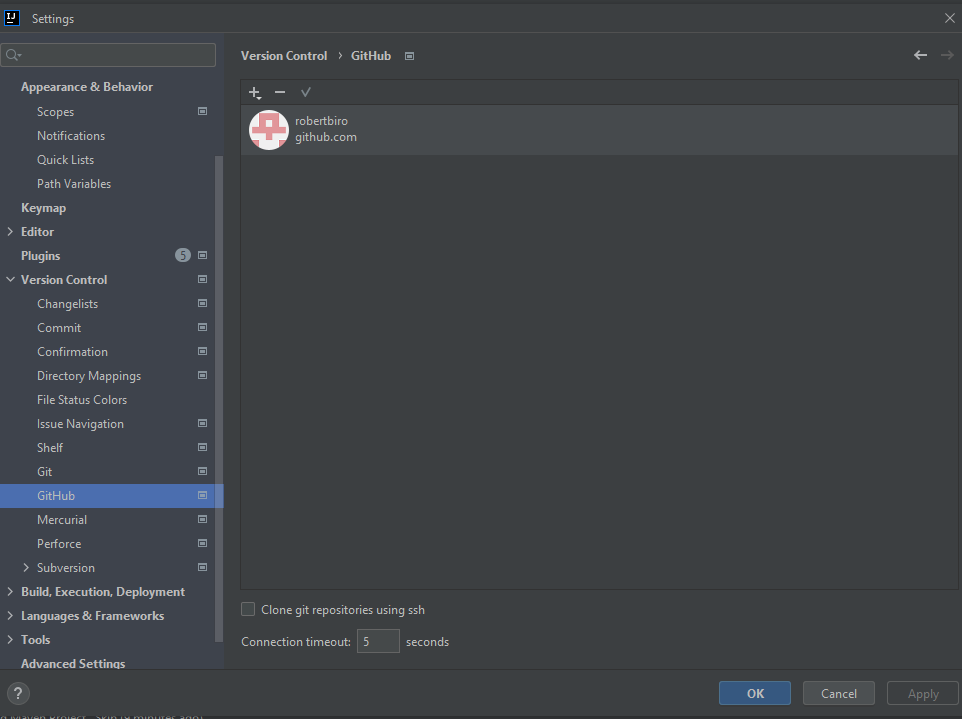 IJ
Settings
Appearance & Behavior
Scopes
Notifications
Quick Lists
Path Variables
Keymap
Editor
Plugins 5
Version Control
Changelists
Commit
Confirmation
Directory Mappings
File Status Colors
Issue Navigation
Shelf
Git
GitHub
Mercurial
Perforce
Subversion
Build, Execution, Deployment
Languages & Frameworks
Tools
Advanced Settings
Version Control › GitHub
robertbiro
github.com
Clone git repositories using ssh
Connection timeout: 5 seconds
?
OK Cancel Apply